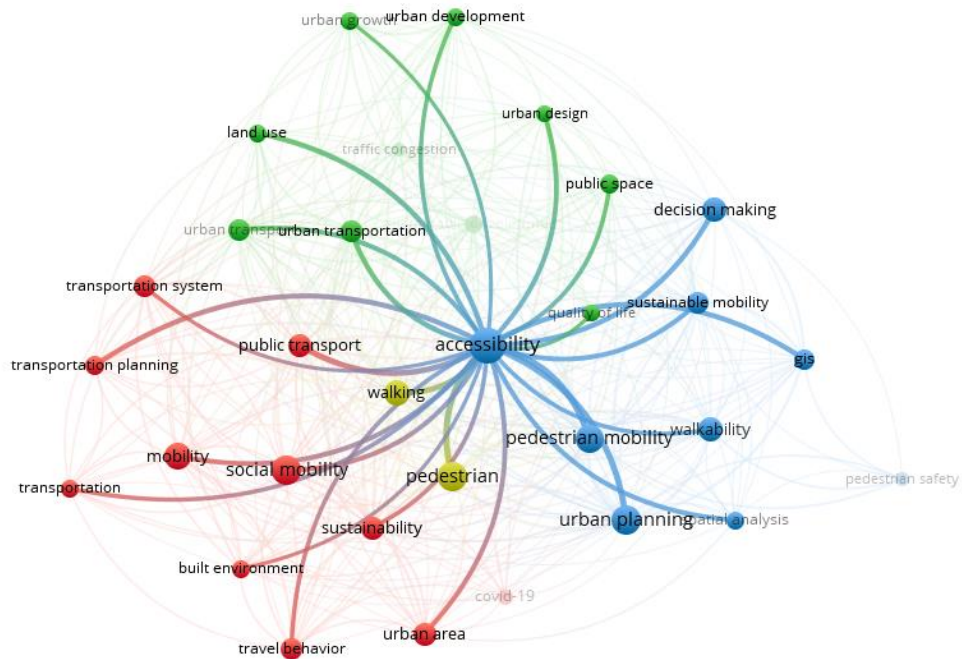 urban growth
urban development
urban design
land use
traffic congestion
public space
decision making
urban transportation
transportation system
sustainable mobility
quality of life
public transport
accessibility
gis
transportation planning
walking
pedestrian mobility
walkability
mobility
social mobility
pedestrian
pedestrian safety
transportation
urban planning
spatial analysis
sustainability
built environment
covid-19
urban area
travel behavior